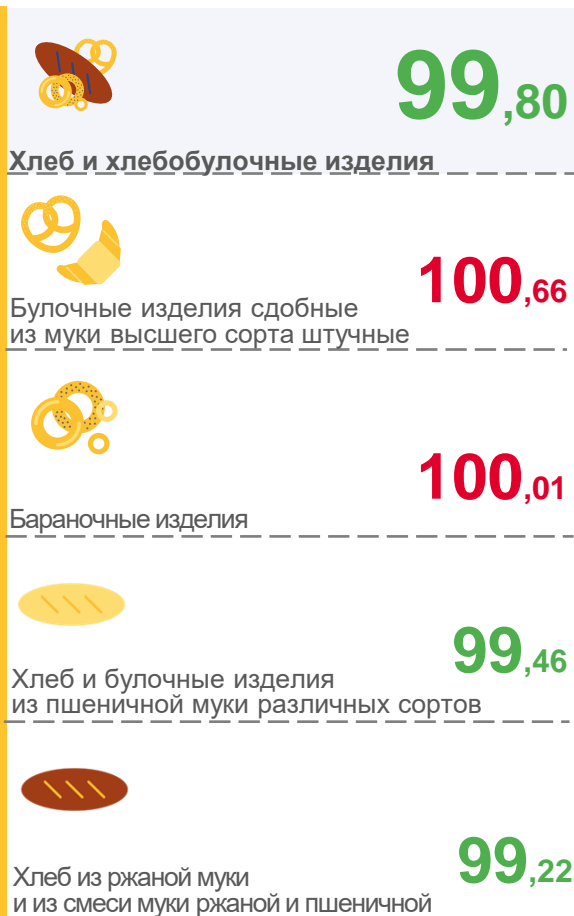 99,80
Хлеб и хлебобулочные изделия
100,66
Булочные изделия сдобные
из муки высшего сорта штучные
100,01
Бараночные изделия
99,46
Хлеб и булочные изделия
из пшеничной муки различных сортов
99,22
Хлеб из ржаной муки
и из смеси муки ржаной и пшеничной